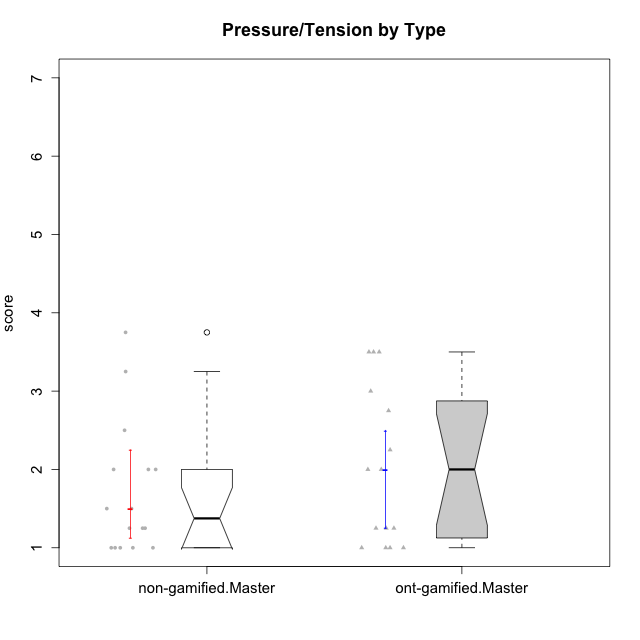 Pressure/Tension by Type
score
7
6
5
4
3
2
1
non-gamified.Master
ont-gamified.Master